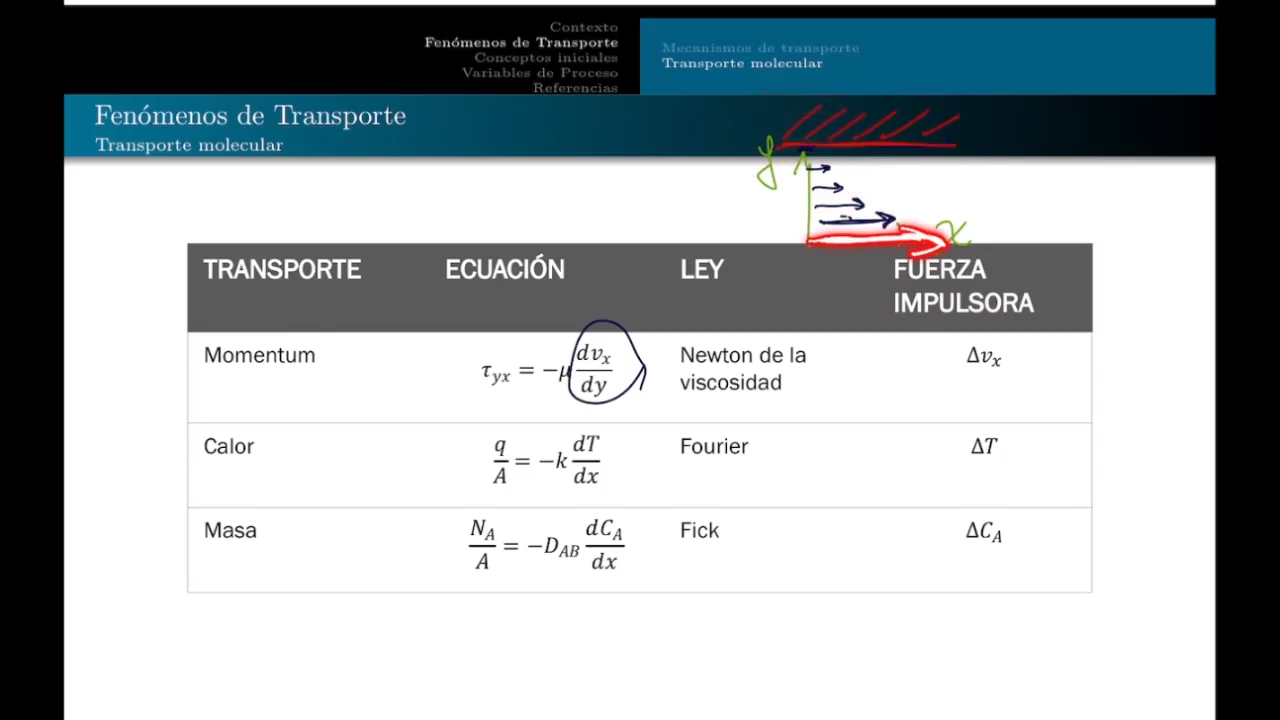 Contexto
Fenómenos de Transporte
Conceptos iniciales
Variables de Proceso
Referencias
Mecanismos de transporte
Transporte molecular
Fenómenos de Transporte
Transporte molecular
y
x
TRANSPORTE ECUACIÓN LEY FUERZA
IMPULSORA
Momentum τ_yx = −μ dv_x/dy Newton de la
viscosidad Δv_x
Calor q/A = −k dT/dx Fourier ΔT
Masa N_A/A = −D_AB dC_A/dx Fick ΔC_A